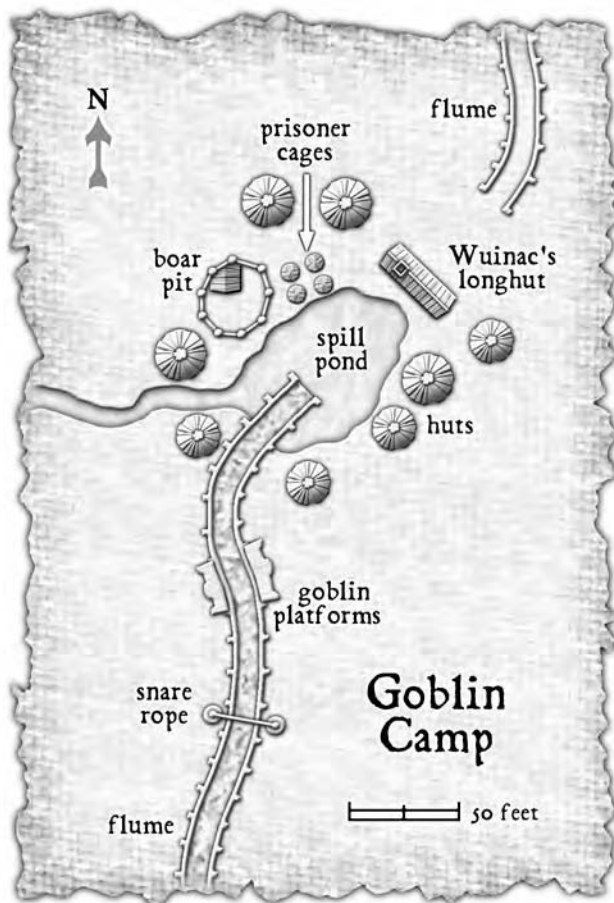 N
flume
prisoner
cages
boar
pit
Wuinac's
longhut
spill
pond
huts
goblin
platforms
snare
rope
Goblin
Camp
50 feet
flume